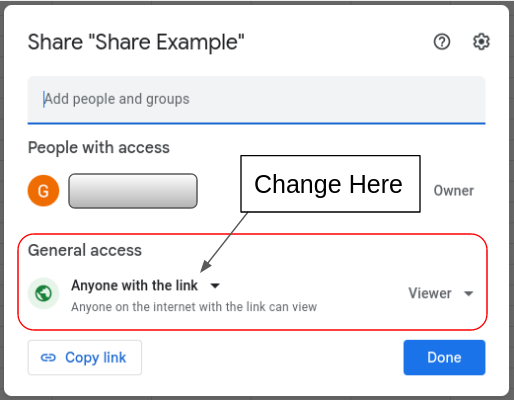 Share "Share Example"
Add people and groups
People with access
G
Change Here
Owner
General access
Anyone with the link
Anyone on the internet with the link can view
Viewer
Copy link
Done